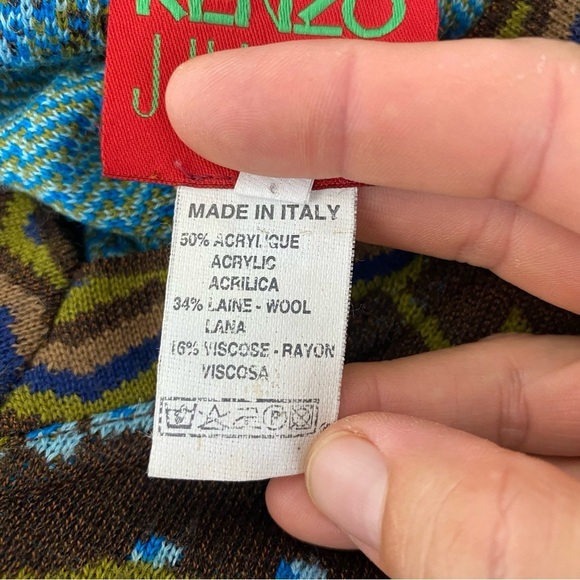 KENZO
MADE IN ITALY
50% ACRYLIQUE
ACRYLIC
ACRILICA
34% LAINE - WOOL
LANA
16% VISCOSE - RAYON
VISCOSA